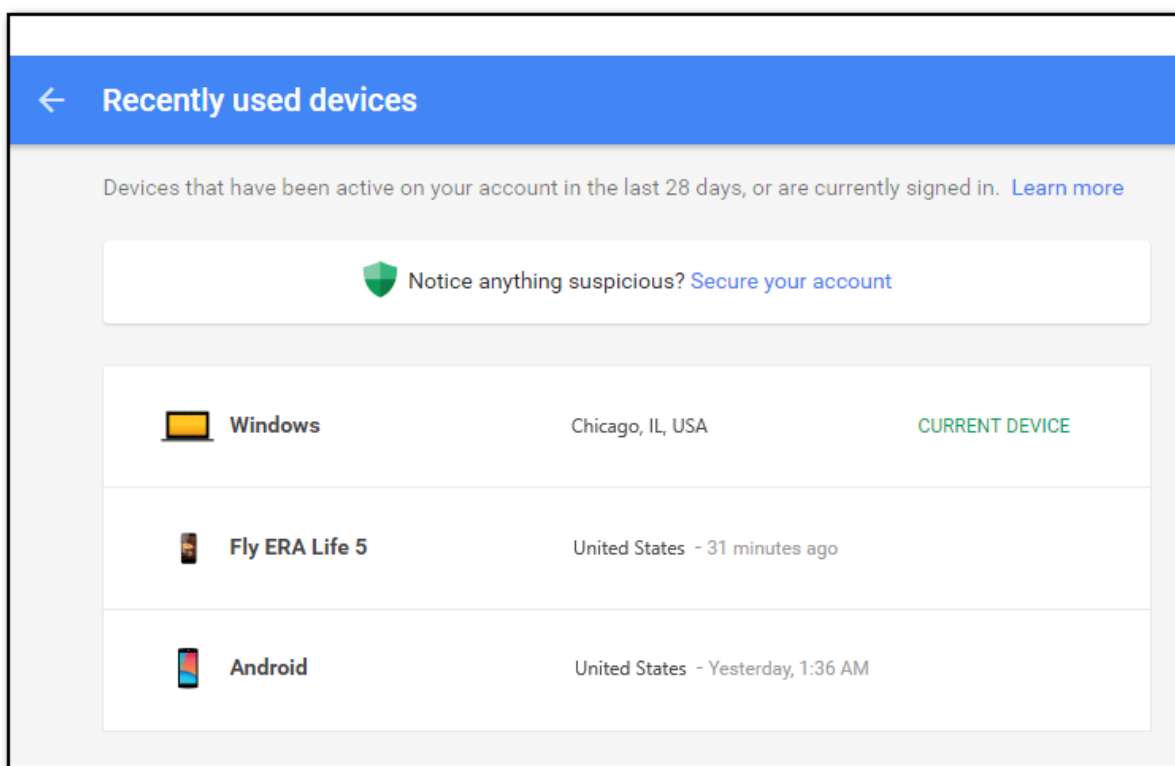 Recently used devices
Devices that have been active on your account in the last 28 days, or are currently signed in. Learn more
Notice anything suspicious? Secure your account
Windows Chicago, IL, USA CURRENT DEVICE
Fly ERA Life 5 United States - 31 minutes ago
Android United States - Yesterday, 1:36 AM